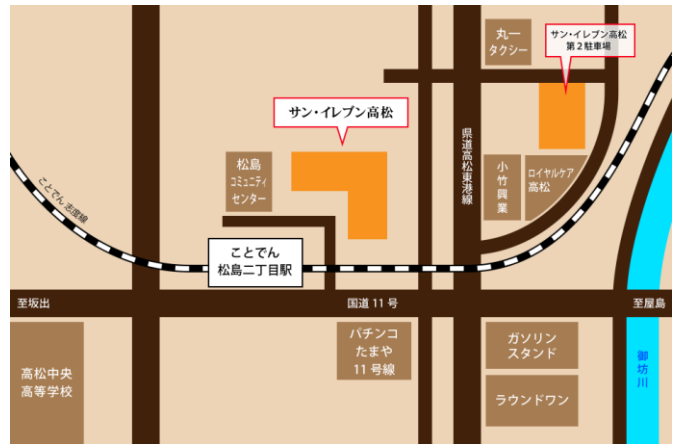 丸一
タクシー
サン・イレブン高松
第2駐車場
サン・イレブン高松
松島
コミュニティ
センター
県道高松東港線
小竹興業
ロイヤルケア
高松
ことでん 志度線
ことでん
松島二丁目駅
至坂出
国道11号
至屋島
高松中央
高等学校
パチンコ
たまや
11号線
ガソリン
スタンド
ラウンドワン
御坊川